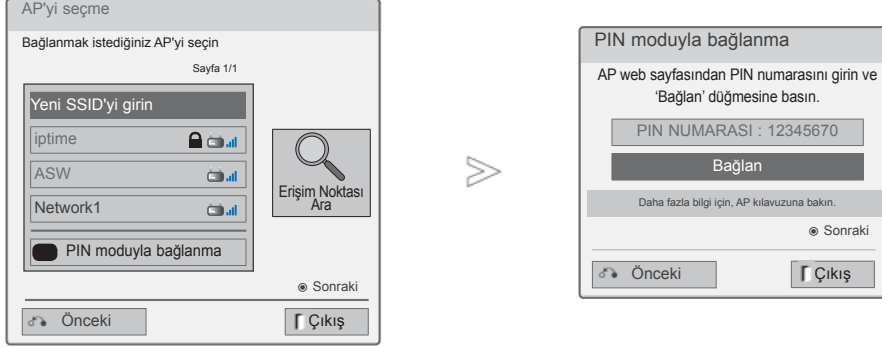 AP'yi seçme
Bağlanmak istediğiniz AP'yi seçin
Sayfa 1/1
Yeni SSID'yi girin
iptime
ASW
Network1
PIN moduyla bağlanma
Erişim Noktası
Ara
Sonraki
Önceki
Çıkış
PIN moduyla bağlanma
AP web sayfasından PIN numarasını girin ve
‘Bağlan’ düğmesine basın.
PIN NUMARASI : 12345670
Bağlan
Daha fazla bilgi için, AP kılavuzuna bakın.
Sonraki
Önceki
Çıkış